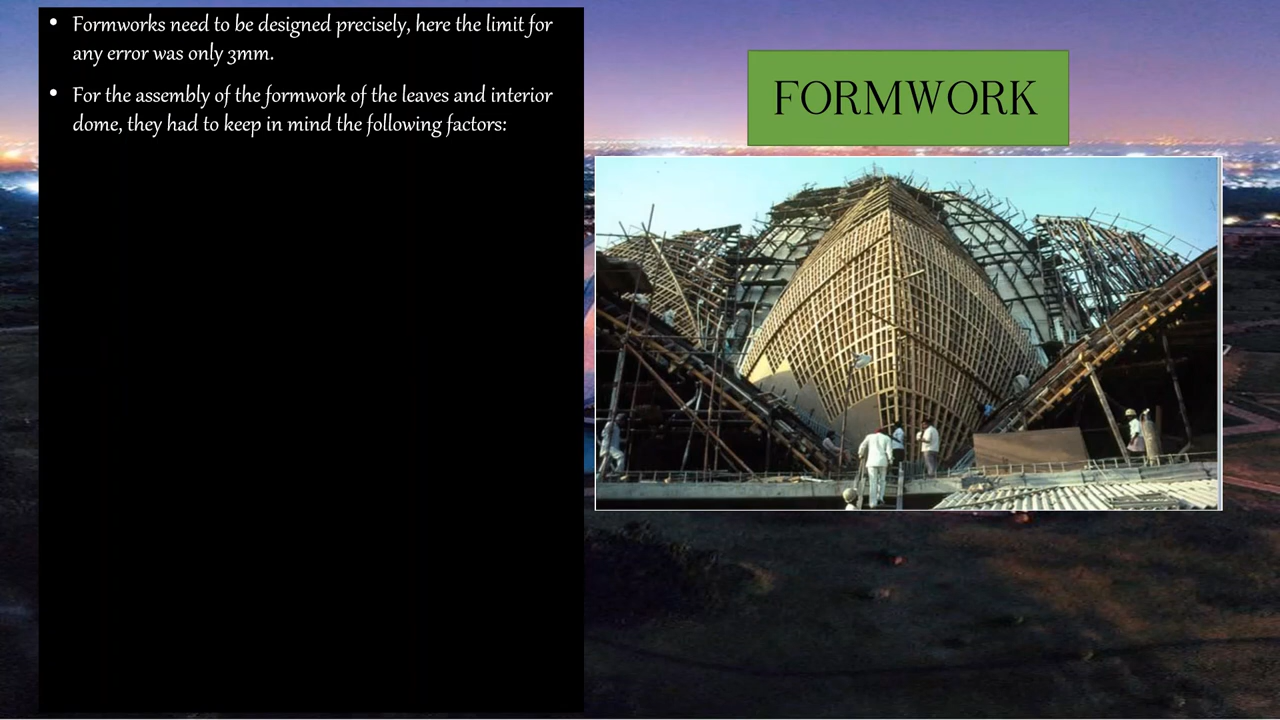 • Formworks need to be designed precisely, here the limit for
any error was only 3mm.
• For the assembly of the formwork of the leaves and interior
dome, they had to keep in mind the following factors:
FORMWORK